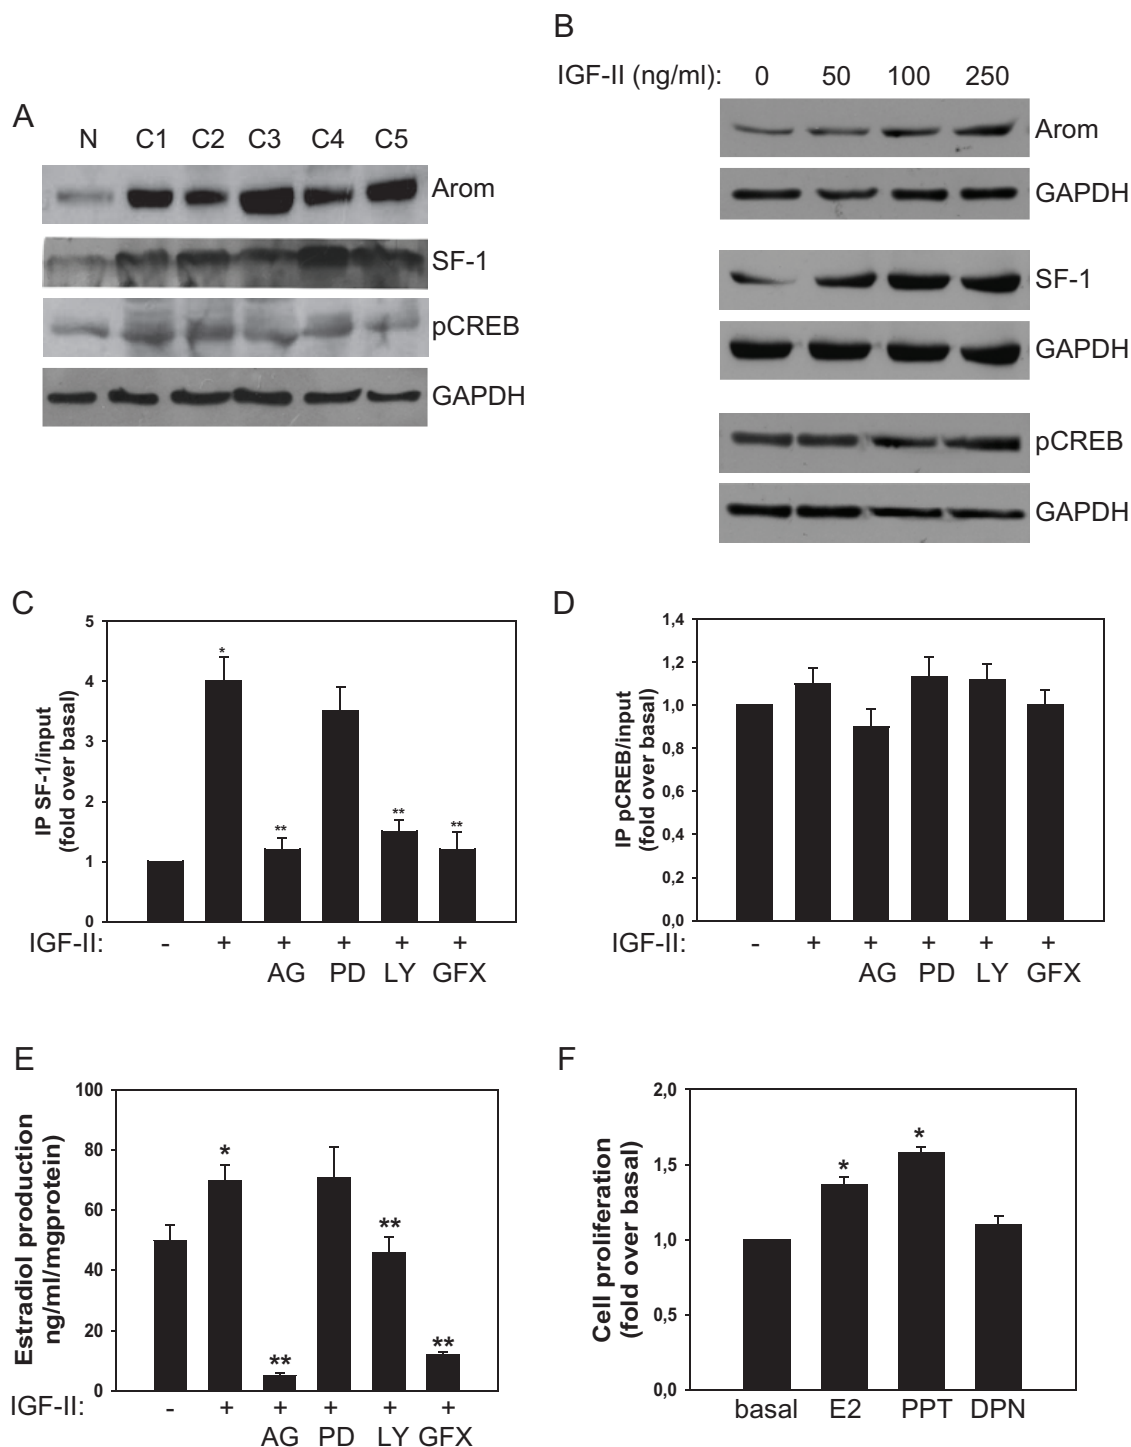 A
N C1 C2 C3 C4 C5
Arom
SF-1
pCREB
GAPDH
B
IGF-II (ng/ml): 0 50 100 250
Arom
GAPDH
SF-1
GAPDH
pCREB
GAPDH
C
IP SF-1/input
(fold over basal)
5
4
3
2
1
0
*
**
**
**
IGF-II: - + + + + +
AG PD LY GFX
D
IP pCREB/input
(fold over basal)
1,4
1,2
1,0
0,8
0,6
0,4
0,2
0,0
IGF-II: - + + + + +
AG PD LY GFX
E
Estradiol production
ng/ml/mgprotein)
100
80
60
40
20
0
*
**
**
**
IGF-II: - + + + + +
AG PD LY GFX
F
Cell proliferation
(fold over basal)
2,0
1,5
1,0
0,5
0,0
*
*
basal E2 PPT DPN